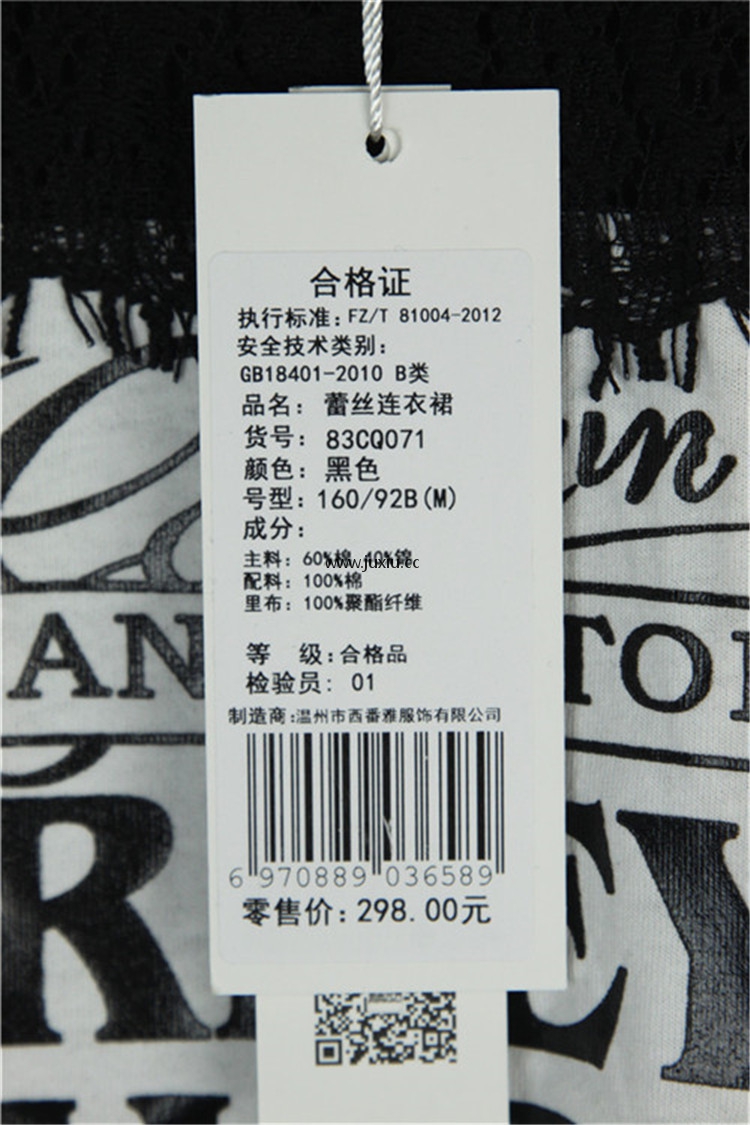 合格证
执行标准: FZ/T 81004-2012
安全技术类别:
GB18401-2010 B类
品名: 蕾丝连衣裙
货号: 83CQ071
颜色: 黑色
号型: 160/92B(M)
成分:
主料: 60%棉 40%锦
www.juxiu.cc
配料: 100%棉
里布: 100%聚酯纤维
等 级:合格品
检验员: 01
制造商:温州市西番雅服饰有限公司
6 970889 036589
零售价: 298.00元
AN
TO
R
EY